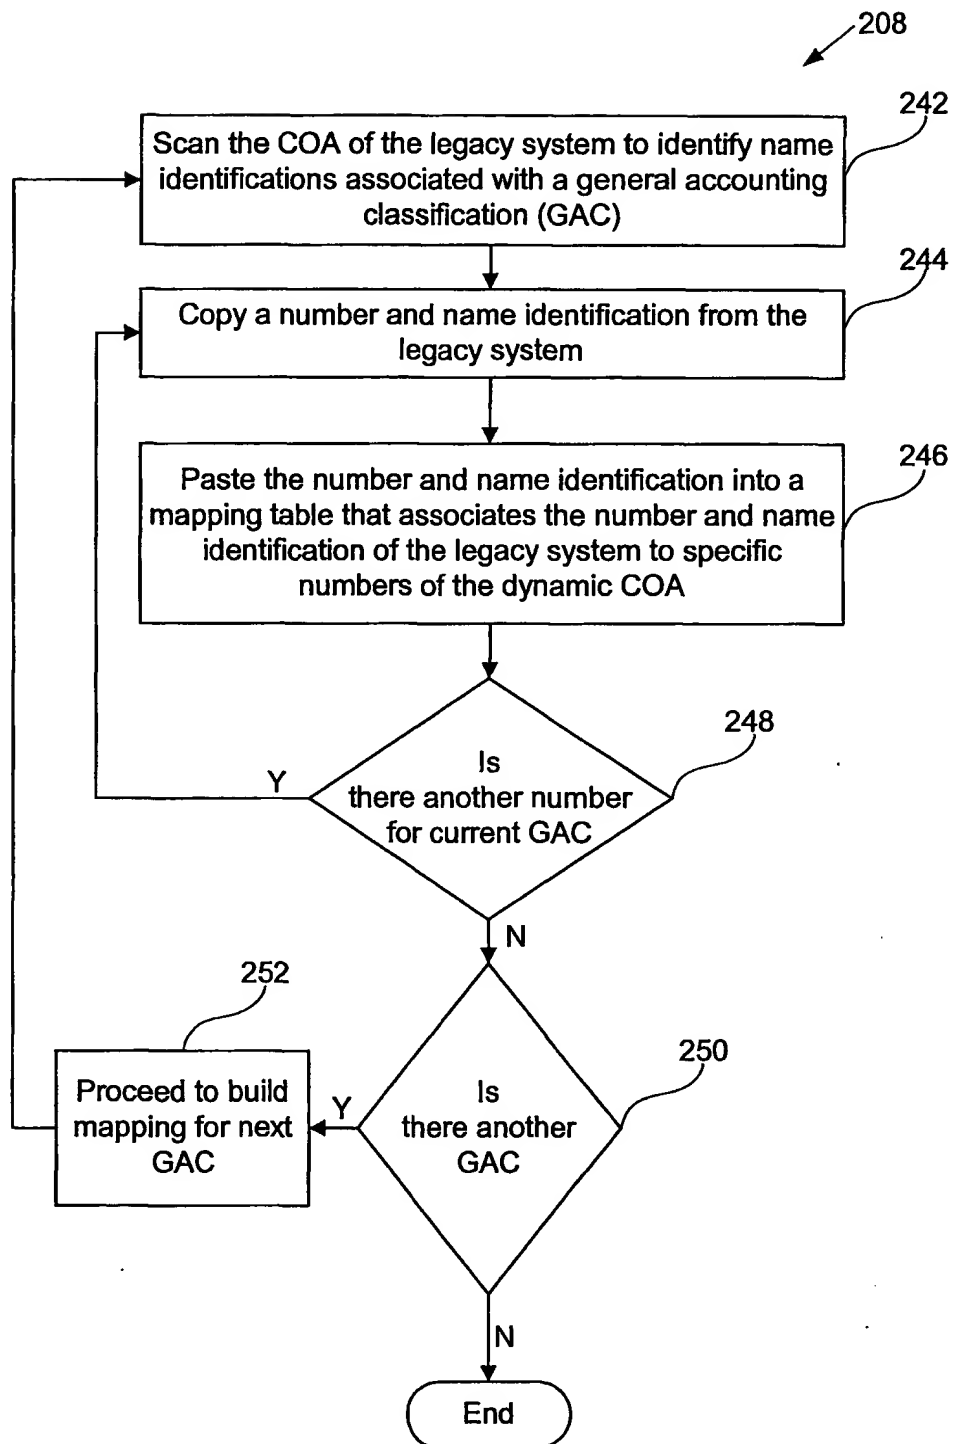 208
242
Scan the COA of the legacy system to identify name
identifications associated with a general accounting
classification (GAC)
244
Copy a number and name identification from the
legacy system
246
Paste the number and name identification into a
mapping table that associates the number and name
identification of the legacy system to specific
numbers of the dynamic COA
248
Is
there another number
for current GAC
Y
N
252
250
Proceed to build
mapping for next
GAC
Y
Is
there another
GAC
N
End